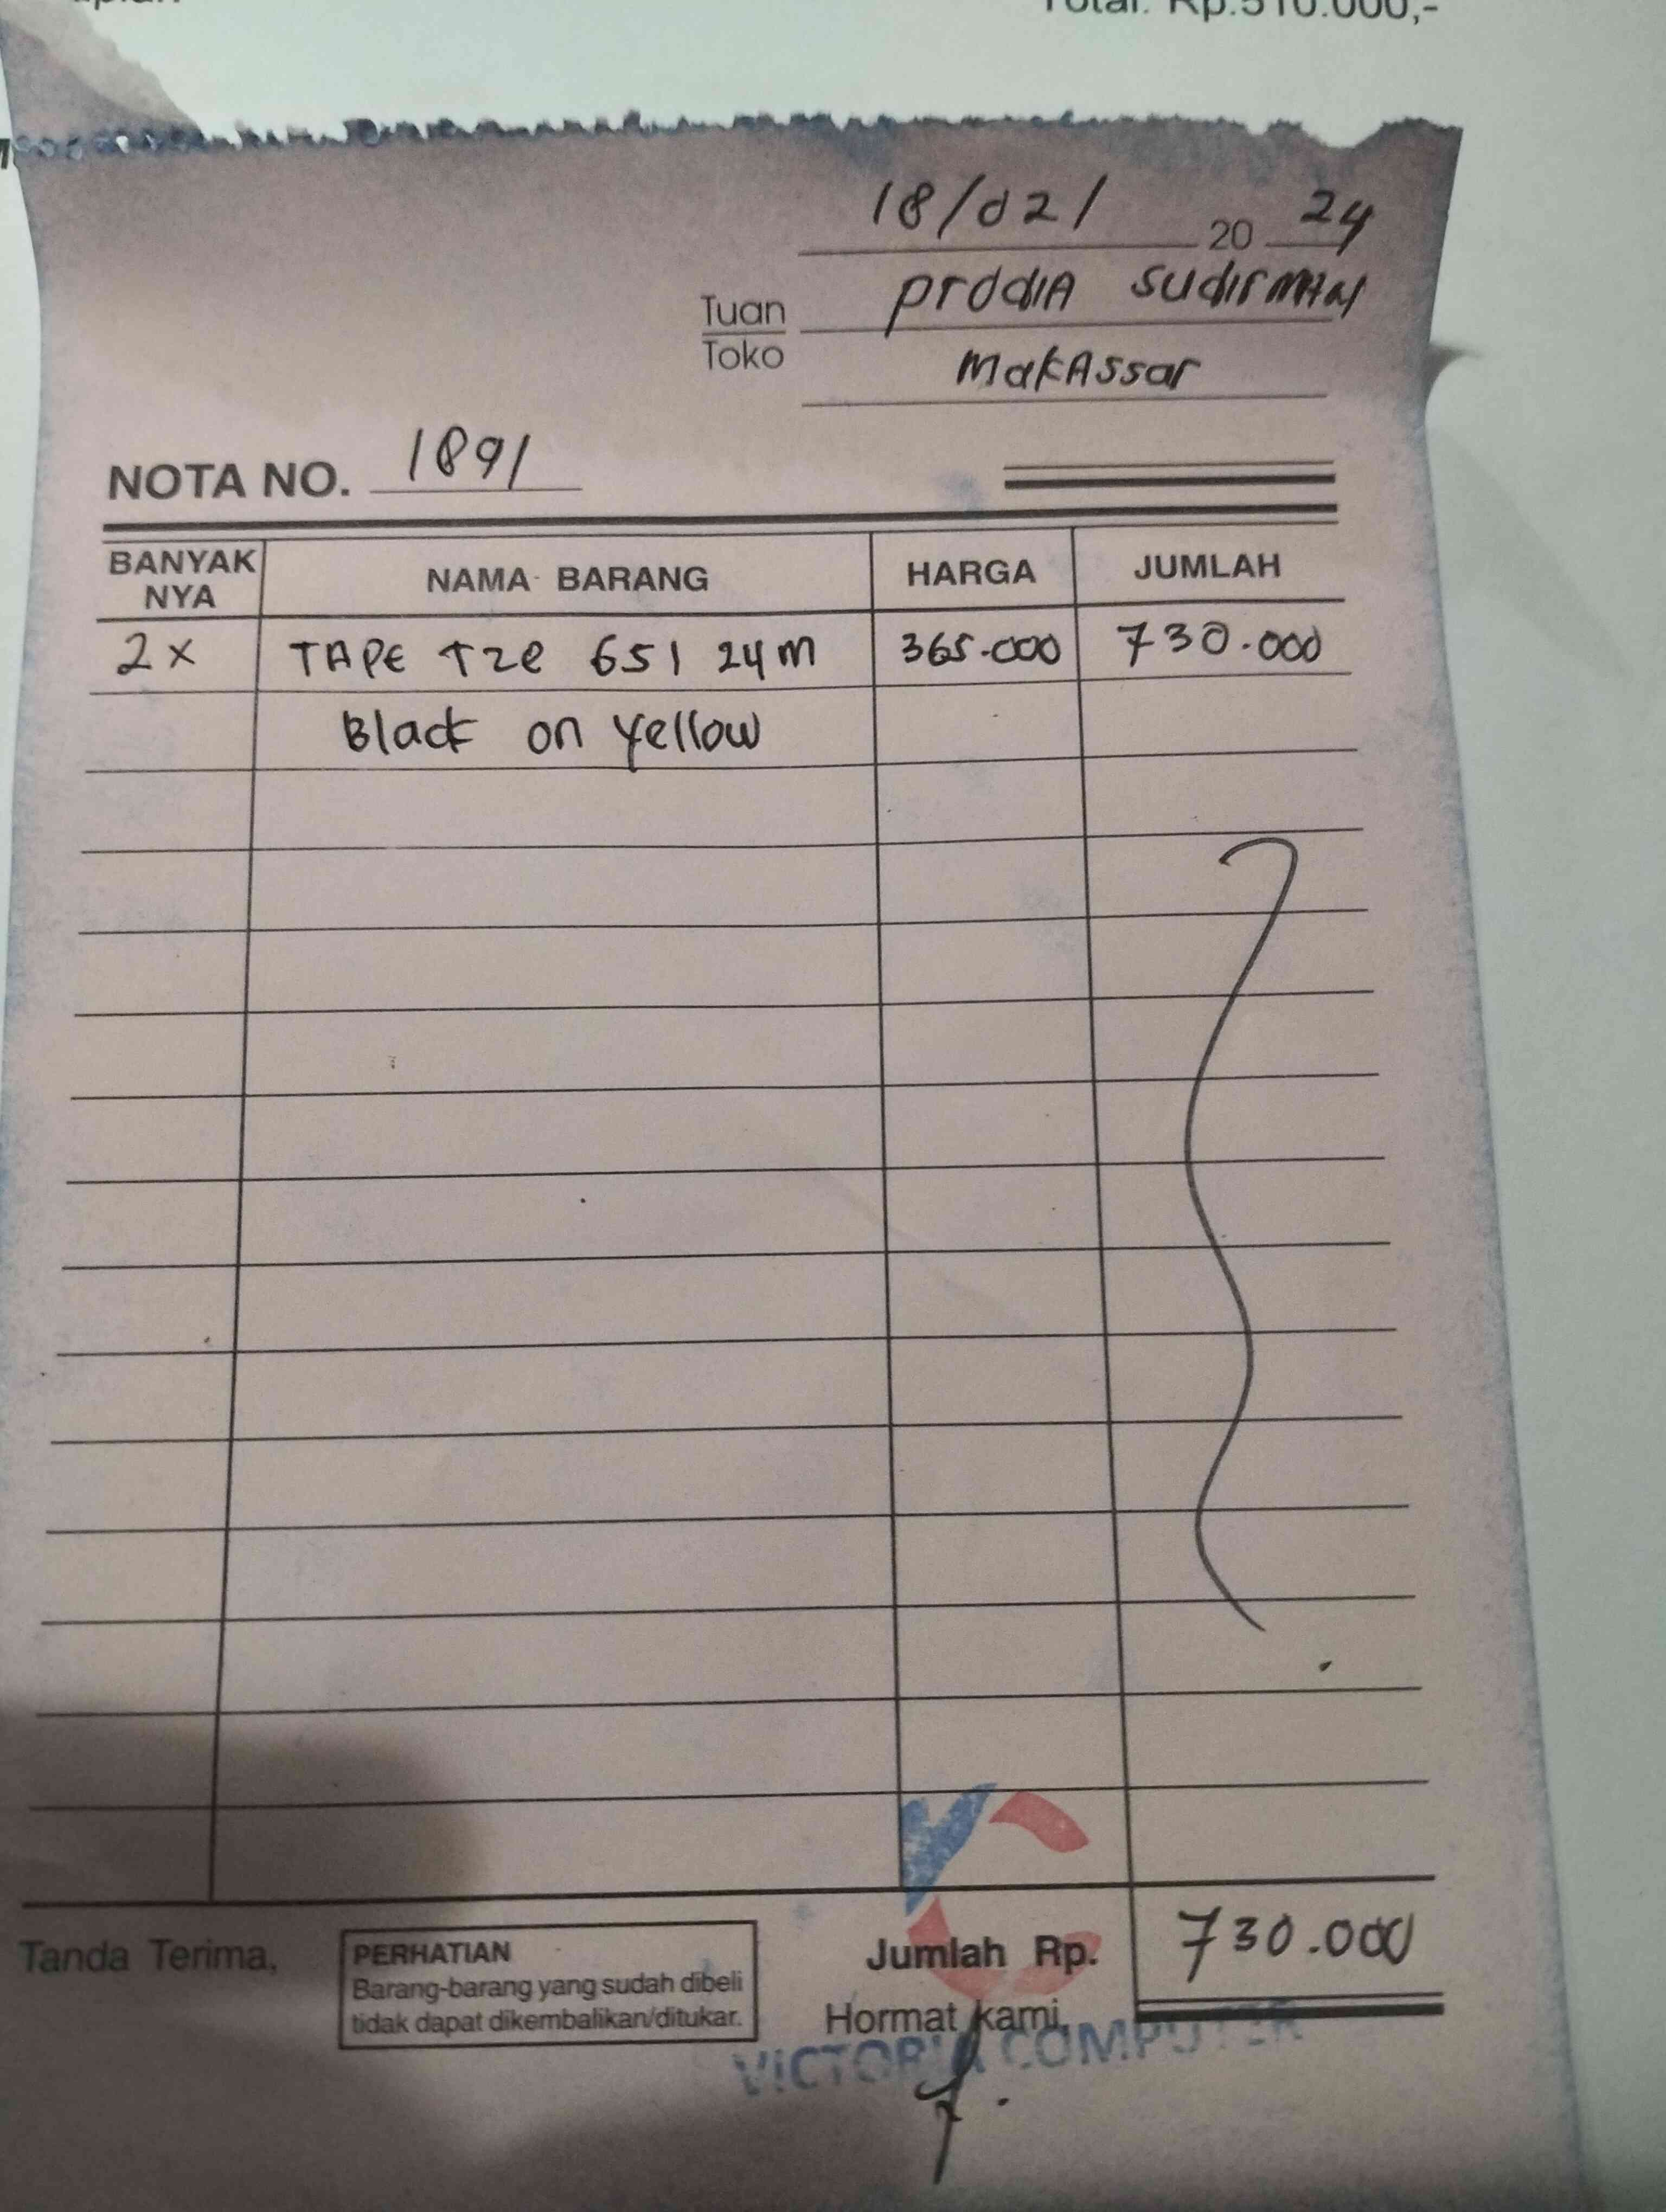 Total: Rp.510.000,-
18/02/ 20 24
Tuan Toko
Prodia Sudirman
Makassar
NOTA NO. 1891
BANYAK NYA NAMA BARANG HARGA JUMLAH
2x TAPE Tze 651 24m 365.000 730.000
Black on yellow
Tanda Terima,
PERHATIAN
Barang-barang yang sudah dibeli
tidak dapat dikembalikan/ditukar.
Jumlah Rp. 730.000
Hormat kami,
VICTORIA COMPUTER